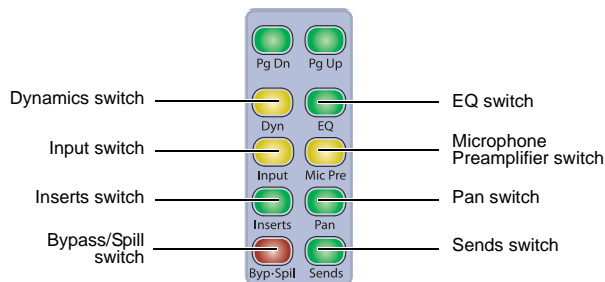 Pg Dn Pg Up
Dynamics switch
EQ switch
Dyn EQ
Input switch
Microphone
Preamplifier switch
Input Mic Pre
Inserts switch
Pan switch
Inserts Pan
Bypass/Spill
switch
Sends switch
Byp·Spil Sends